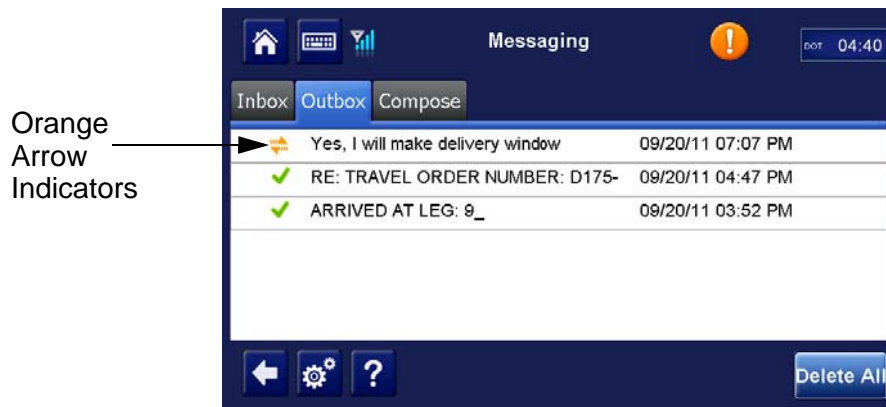 Messaging
!
DOT 04:40
Inbox Outbox Compose
Orange
Arrow
Indicators
Yes, I will make delivery window 09/20/11 07:07 PM
RE: TRAVEL ORDER NUMBER: D175- 09/20/11 04:47 PM
ARRIVED AT LEG: 9_ 09/20/11 03:52 PM
?
Delete All